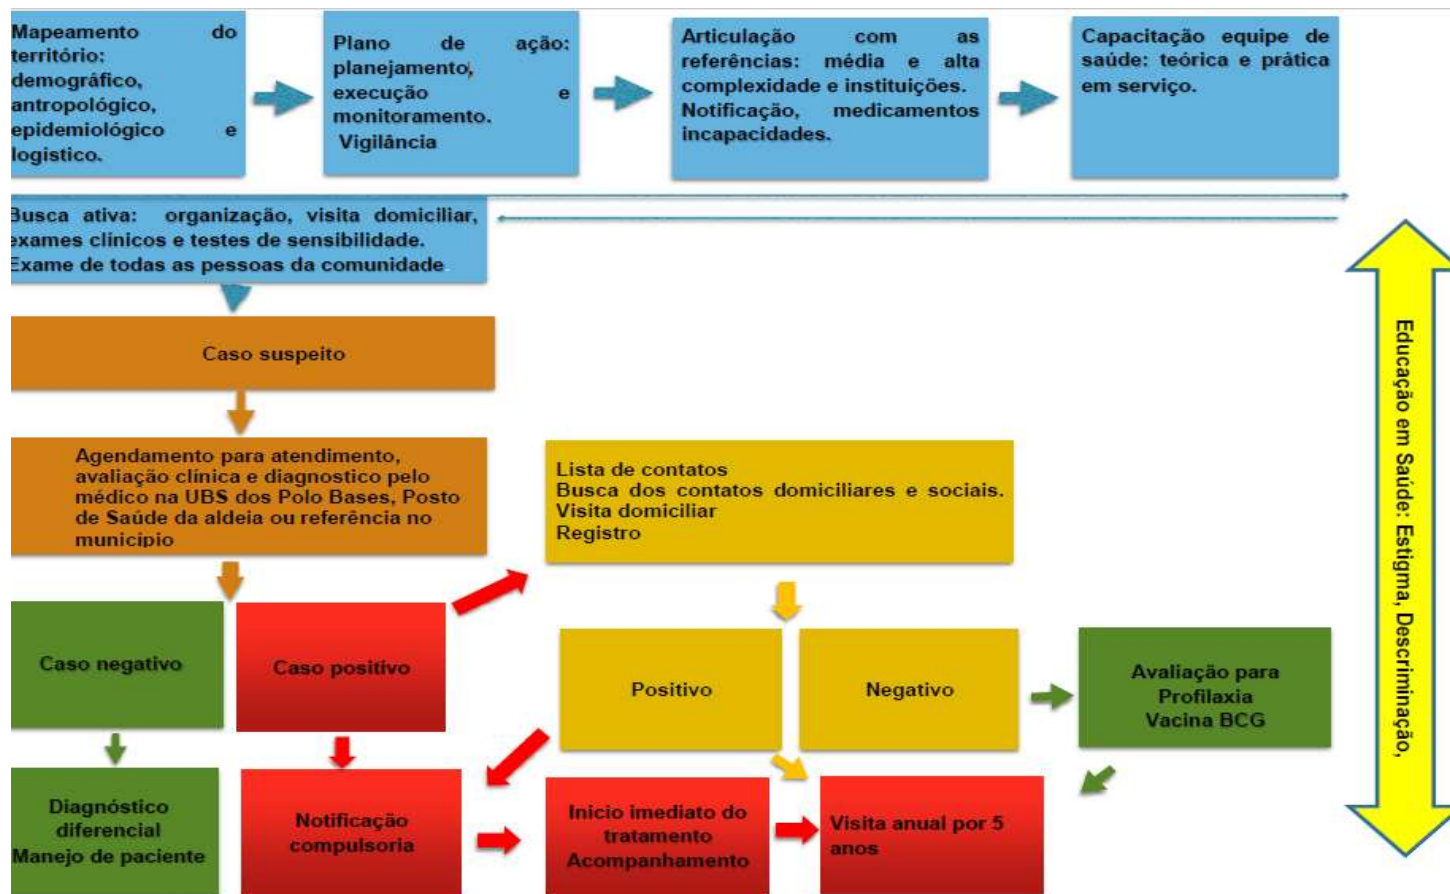 Mapeamento do
território:
demográfico,
antropológico,
epidemiológico e
logístico.
Plano de ação:
planejamento,
execução e
monitoramento.
Vigilância
Articulação com as
referências: média e alta
complexidade e instituições.
Notificação, medicamentos
incapacidades.
Capacitação equipe de
saúde: teórica e prática
em serviço.
Busca ativa: organização, visita domiciliar,
exames clínicos e testes de sensibilidade.
Exame de todas as pessoas da comunidade
Caso suspeito
Agendamento para atendimento,
avaliação clínica e diagnostico pelo
médico na UBS dos Polo Bases, Posto
de Saúde da aldeia ou referência no
município
Lista de contatos
Busca dos contatos domiciliares e sociais.
Visita domiciliar
Registro
Caso negativo
Caso positivo
Positivo
Negativo
Avaliação para
Profilaxia
Vacina BCG
Diagnóstico
diferencial
Manejo de paciente
Notificação
compulsoria
Inicio imediato do
tratamento
Acompanhamento
Visita anual por 5
anos
Educação em Saúde: Estigma, Descriminação,